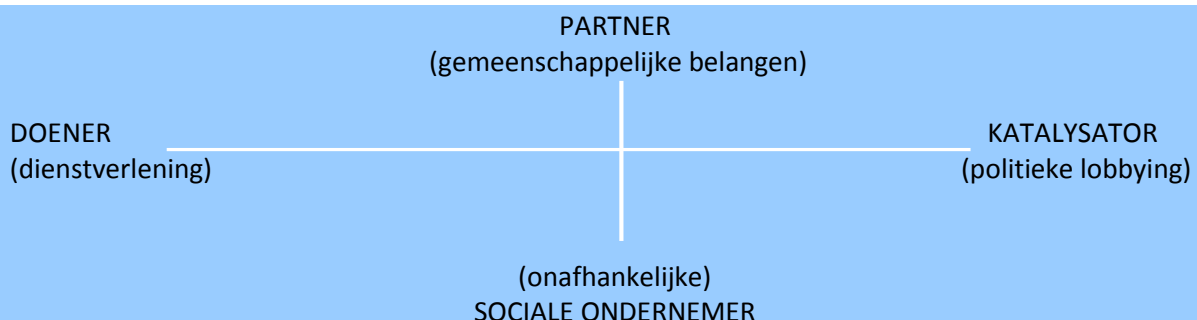 PARTNER
(gemeenschappelijke belangen)
DOENER
(dienstverlening)
KATALYSATOR
(politieke lobbying)
(onafhankelijke)
SOCIALE ONDERNEMER